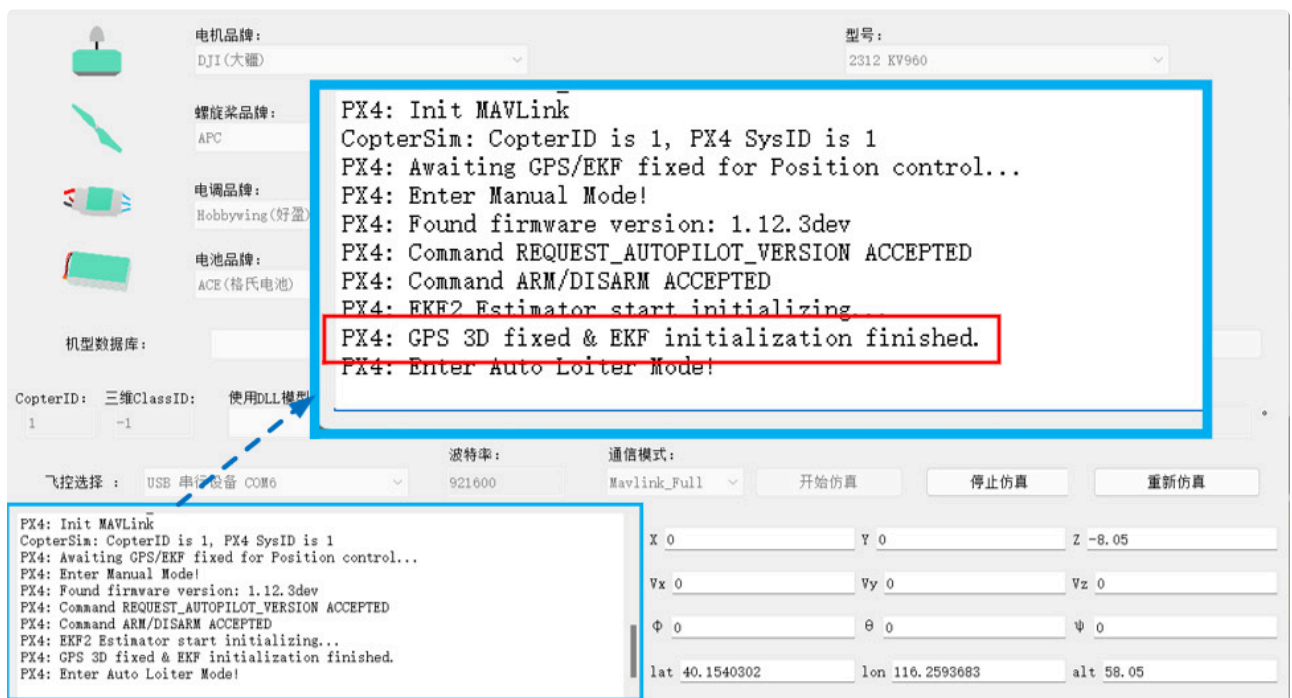 电机品牌：
型号：
DJI(大疆)
2312 KV960
螺旋桨品牌：
APC
电调品牌：
Hobbywing(好盈)
电池品牌：
ACE(格氏电池)
PX4: Init MAVLink
CopterSim: CopterID is 1, PX4 SysID is 1
PX4: Awaiting GPS/EKF fixed for Position control...
PX4: Enter Manual Mode!
PX4: Found firmware version: 1.12.3dev
PX4: Command REQUEST_AUTOPILOT_VERSION ACCEPTED
PX4: Command ARM/DISARM ACCEPTED
PX4: EKF2 Estimator start initializing...
PX4: GPS 3D fixed & EKF initialization finished.
PX4: Enter Auto Loiter Mode!
机型数据库：
CopterID: 三维ClassID: 使用DLL模型
1 -1 °
波特率： 通信模式：
飞控选择 ： USB 串行设备 COM6 921600 Mavlink_Full 开始仿真 停止仿真 重新仿真
PX4: Init MAVLink
CopterSim: CopterID is 1, PX4 SysID is 1
PX4: Awaiting GPS/EKF fixed for Position control...
PX4: Enter Manual Mode!
PX4: Found firmware version: 1.12.3dev
PX4: Command REQUEST_AUTOPILOT_VERSION ACCEPTED
PX4: Command ARM/DISARM ACCEPTED
PX4: EKF2 Estimator start initializing...
PX4: GPS 3D fixed & EKF initialization finished.
PX4: Enter Auto Loiter Mode!
X 0 Y 0 Z -8.05
Vx 0 Vy 0 Vz 0
Φ 0 θ 0 ψ 0
lat 40.1540302 lon 116.2593683 alt 58.05